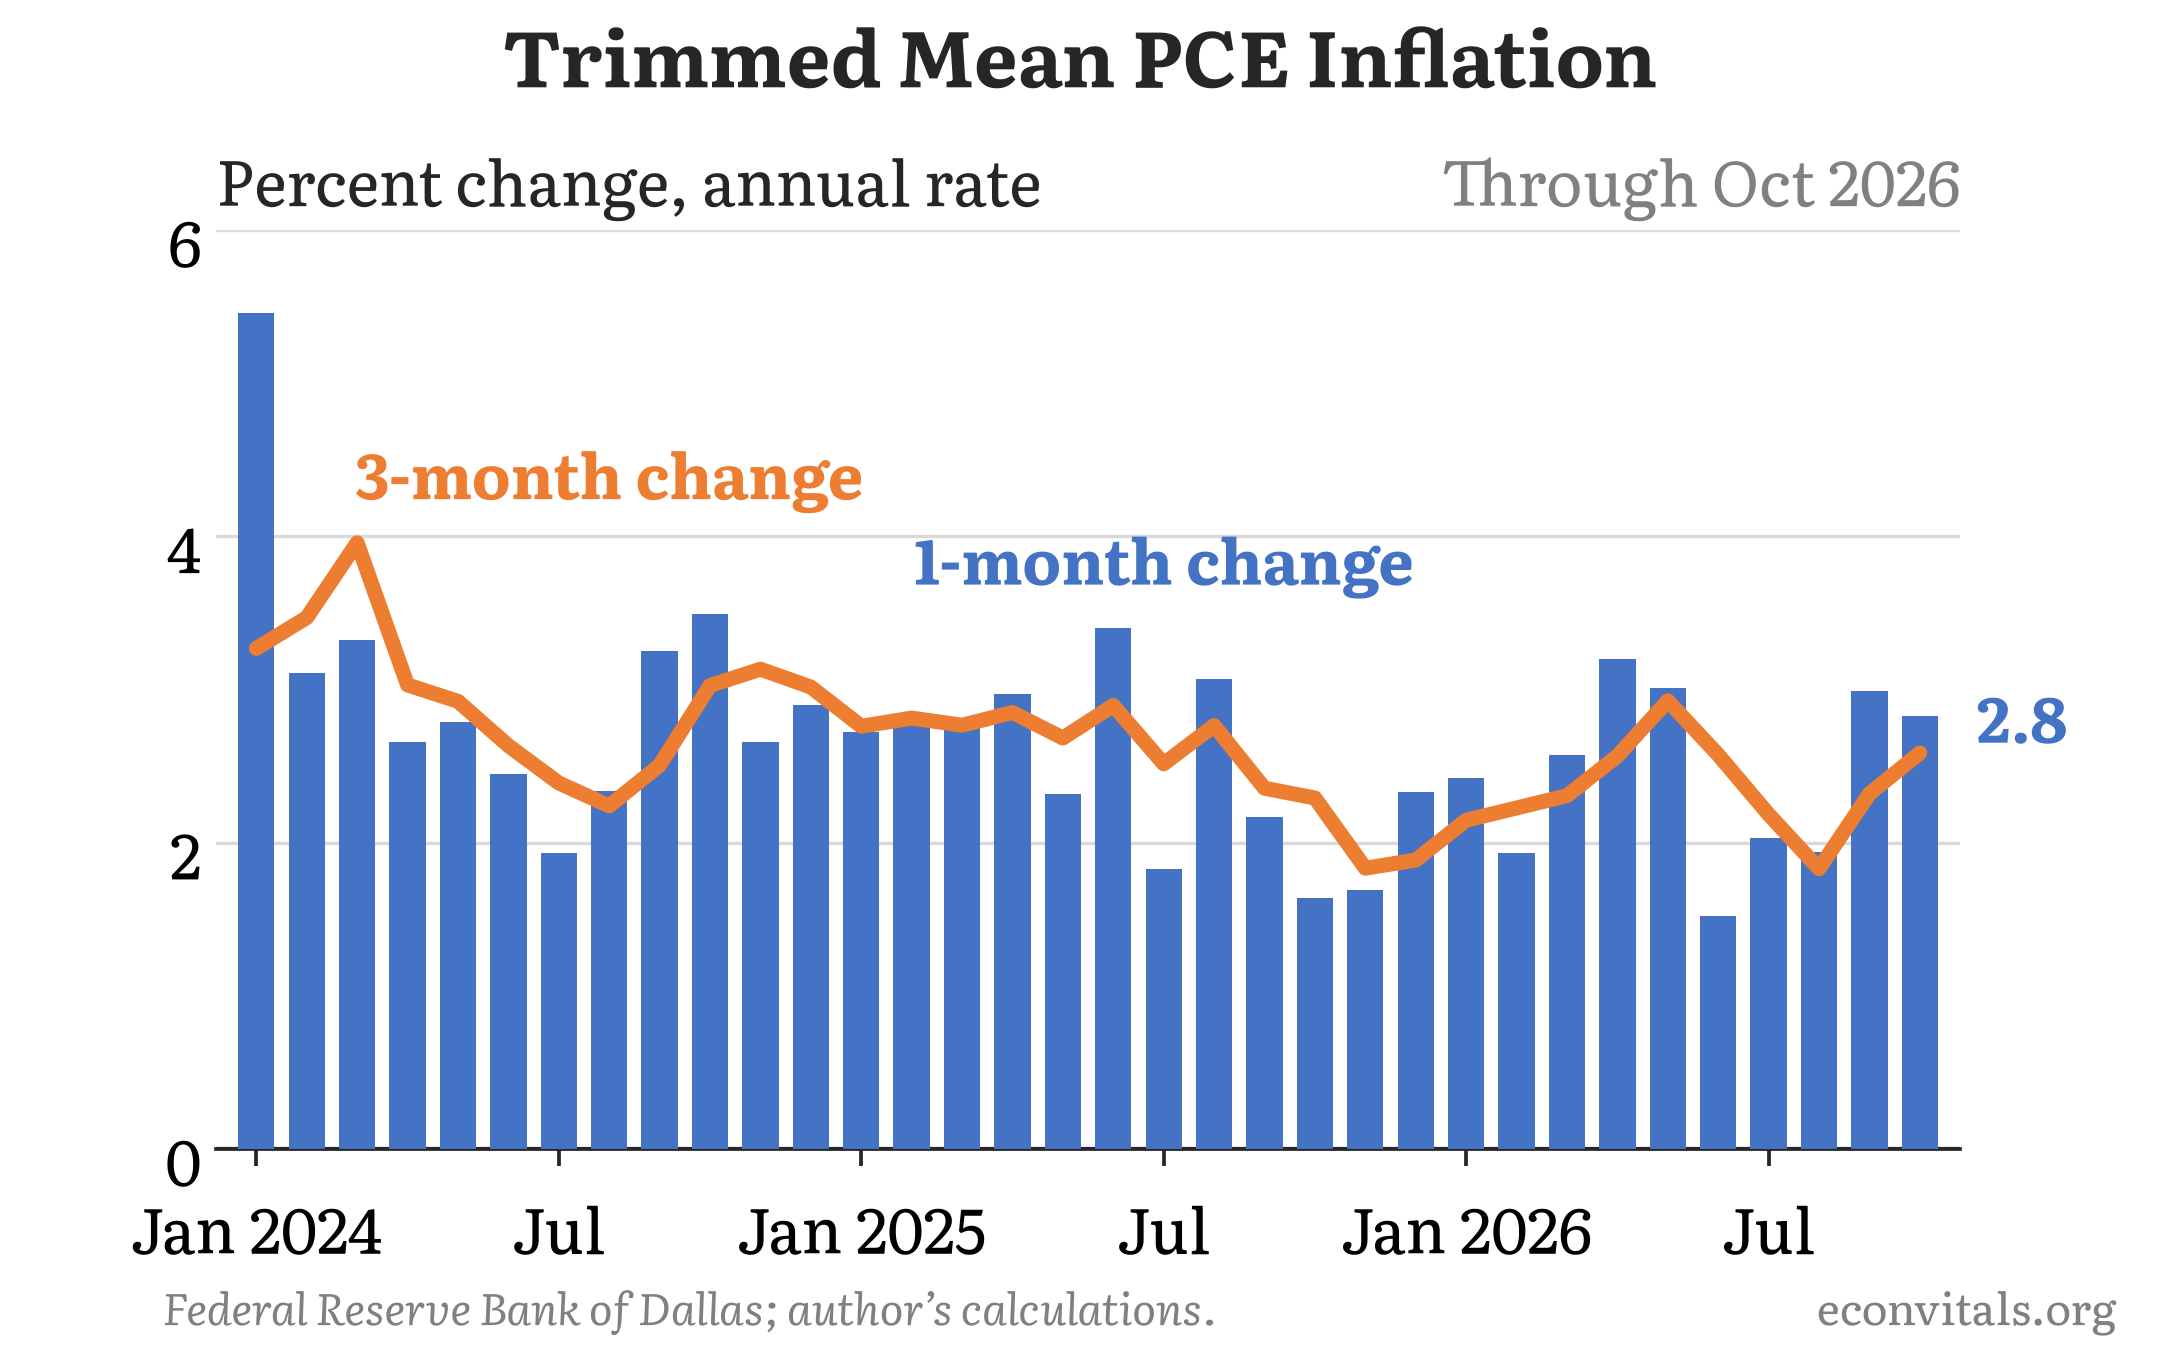 Trimmed Mean PCE Inflation
Percent change, annual rate
Through Oct 2026
6
3-month change
4
1-month change
2.8
2
0
Jan 2024
Jul
Jan 2025
Jul
Jan 2026
Jul
Federal Reserve Bank of Dallas; author’s calculations.
econvitals.org